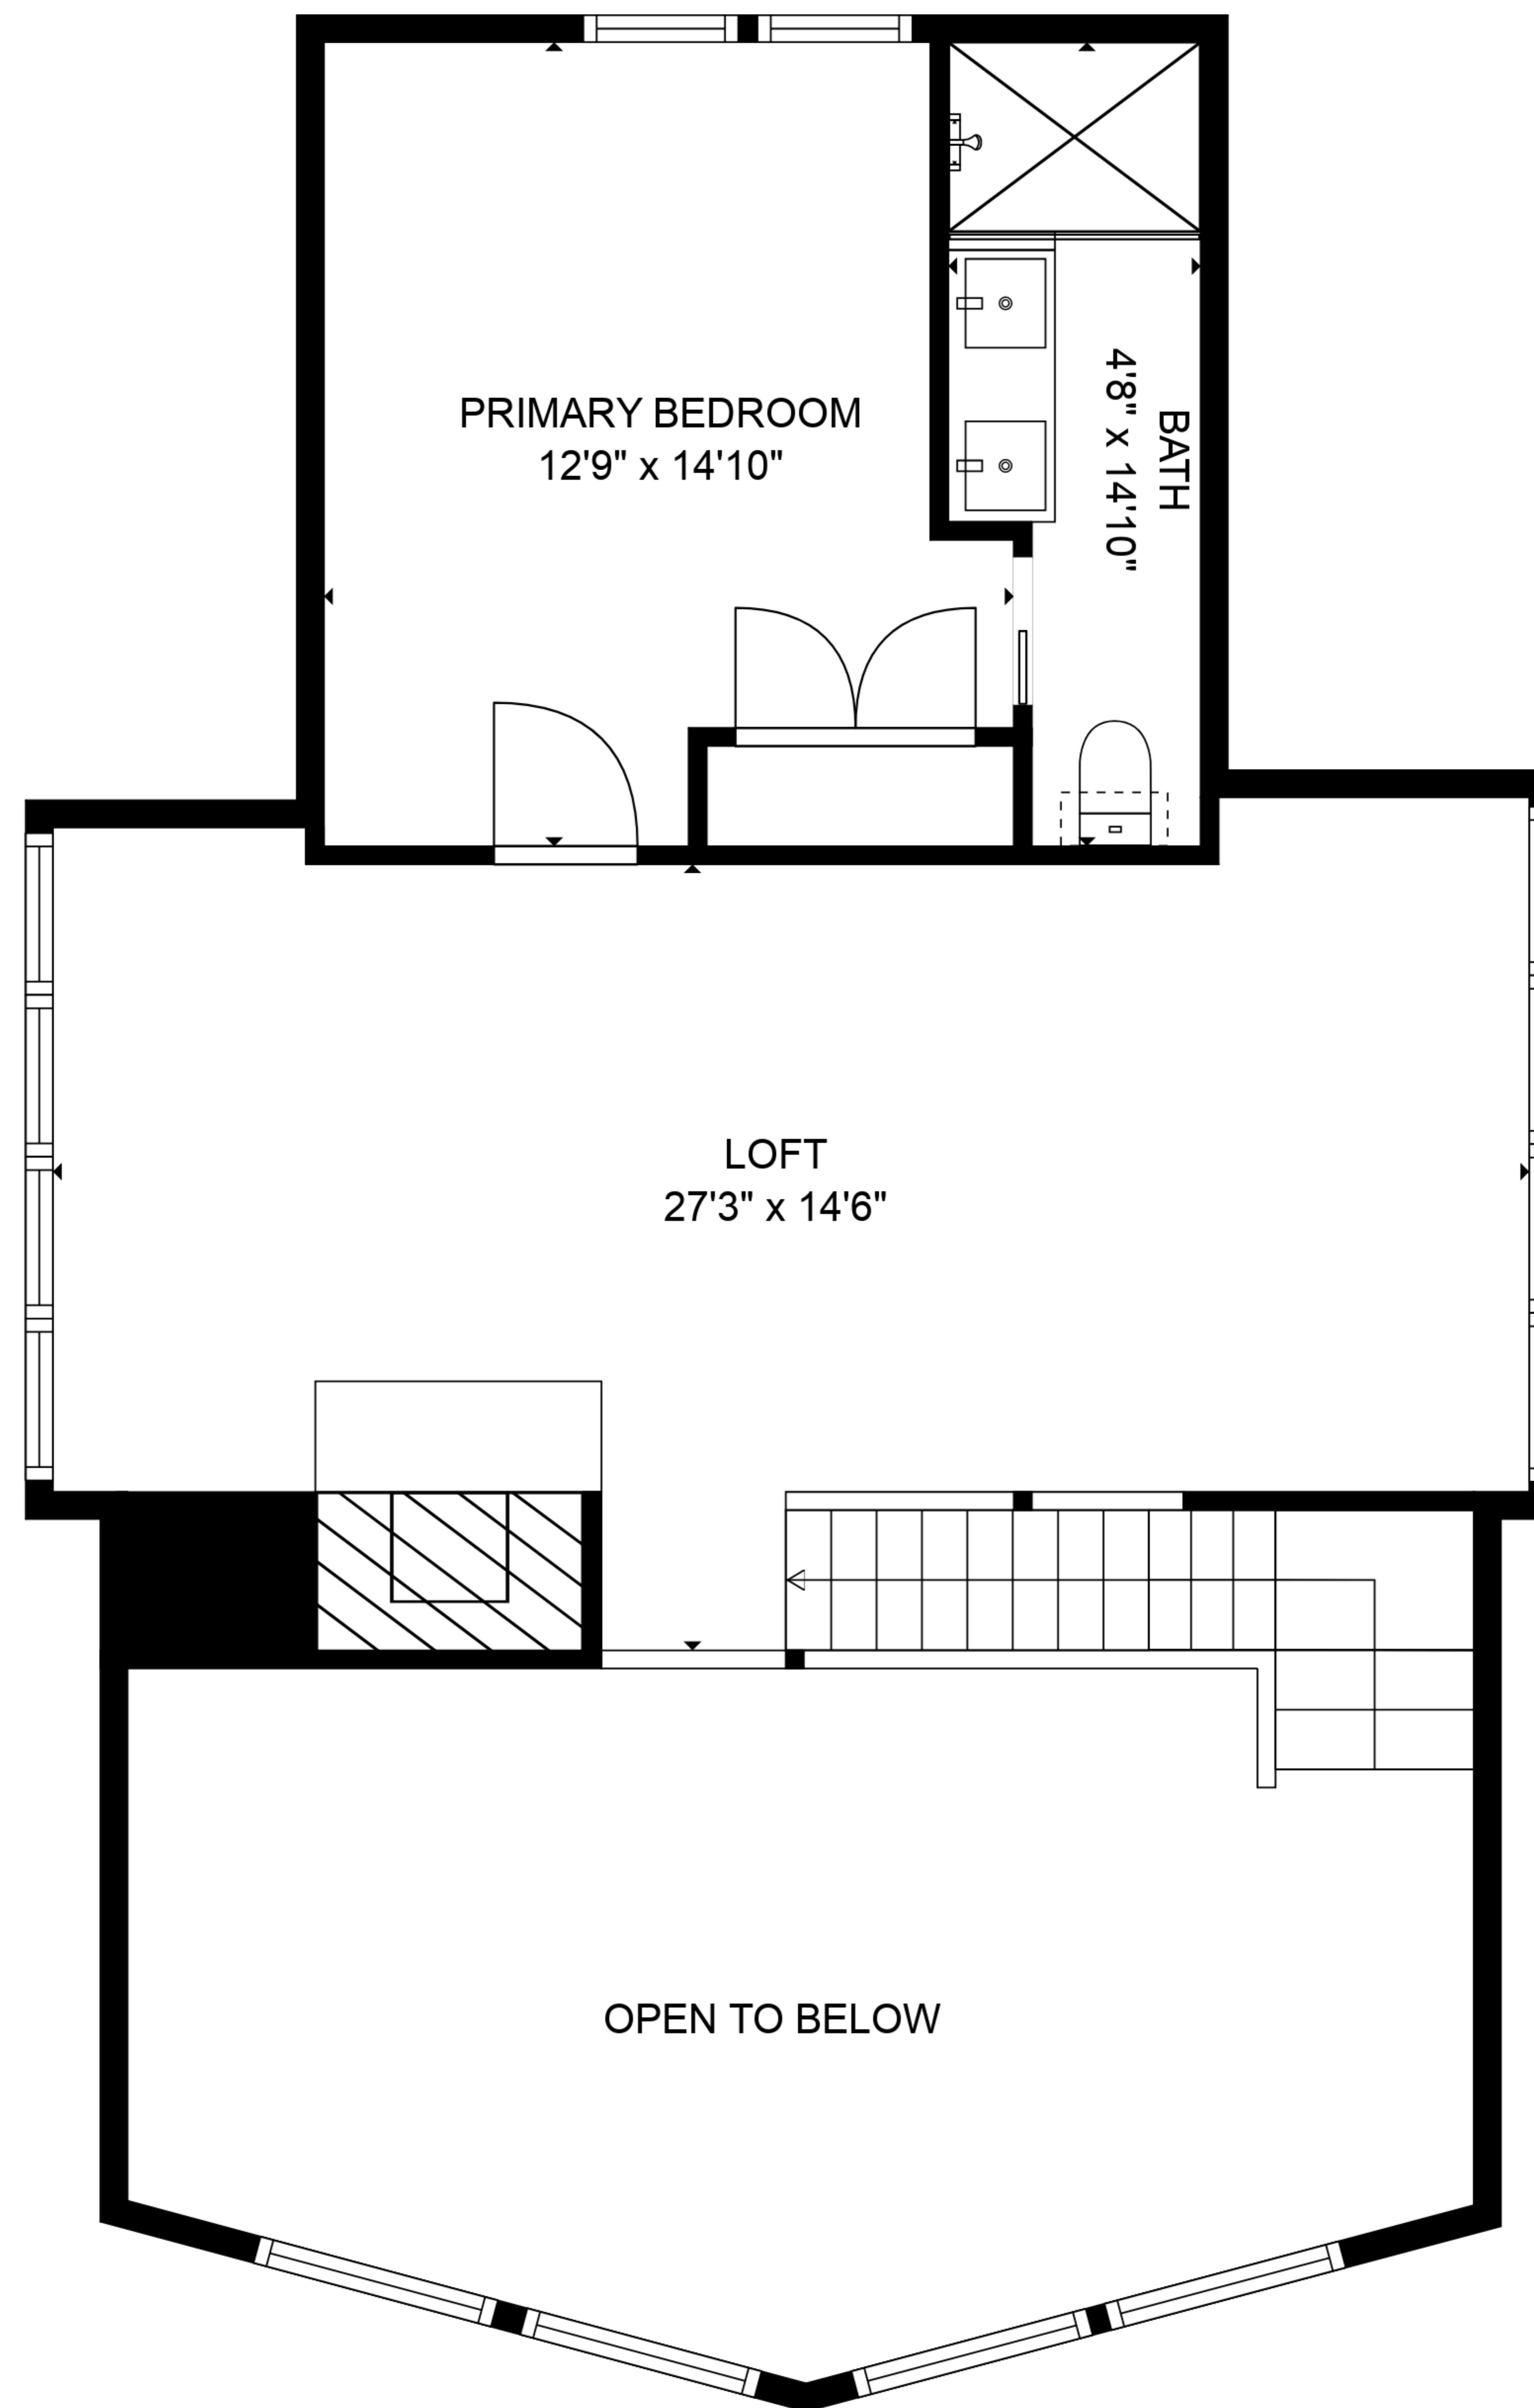 PRIMARY BEDROOM
12'9" x 14'10"
BATH
4'8" x 14'10"
LOFT
27'3" x 14'6"
OPEN TO BELOW